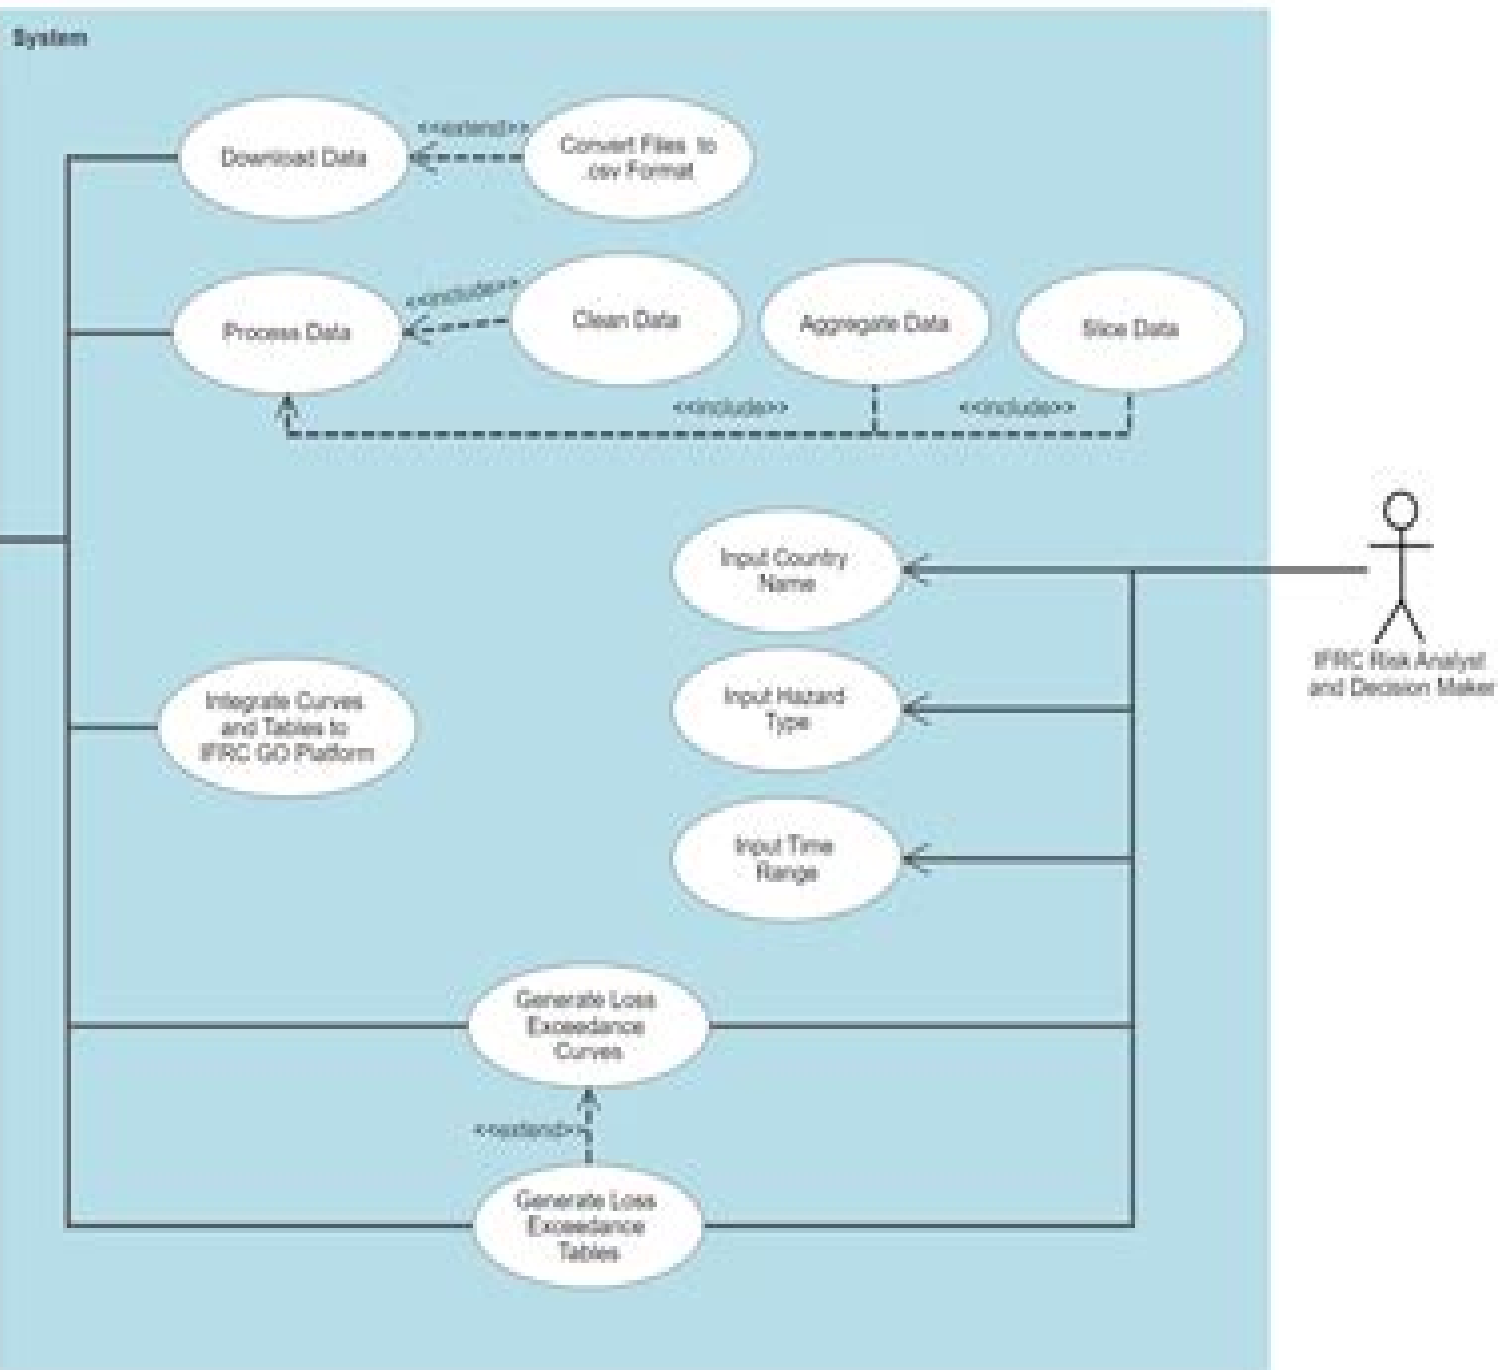 System
Download Data
<<extend>>
Convert Files to
.csv Format
Process Data
<<include>>
Clean Data
Aggregate Data
Slice Data
<<include>>
<<include>>
Input Country
Name
IFRC Risk Analyst
and Decision Maker
Input Hazard
Type
Integrate Curves
and Tables to
IFRC GO Platform
Input Time
Range
Generate Loss
Exceedance
Curves
<<extend>>
Generate Loss
Exceedance
Tables